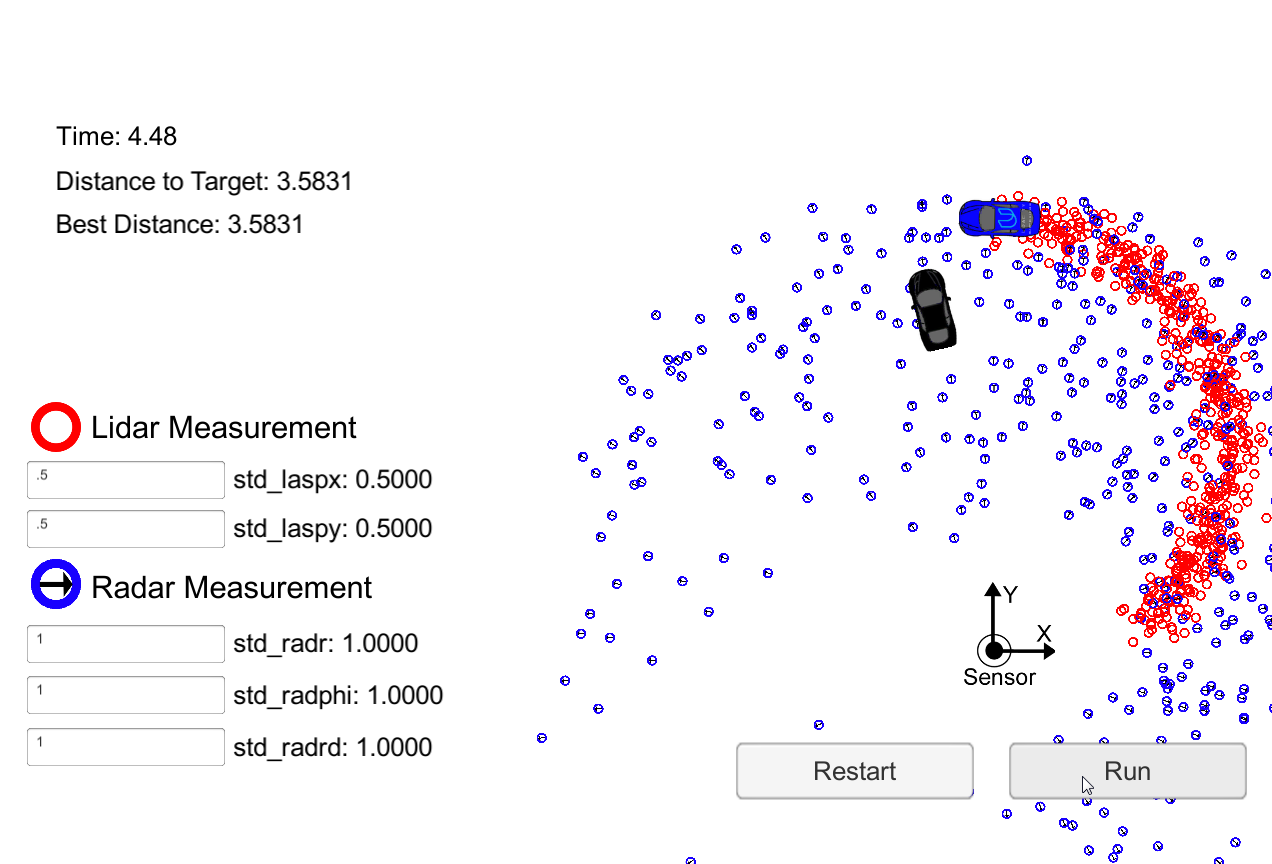 Time: 4.48
Distance to Target: 3.5831
Best Distance: 3.5831
Lidar Measurement
.5
std_laspx: 0.5000
.5
std_laspy: 0.5000
Radar Measurement
1
std_radr: 1.0000
1
std_radphi: 1.0000
1
std_radrd: 1.0000
Y
X
Sensor
Restart
Run